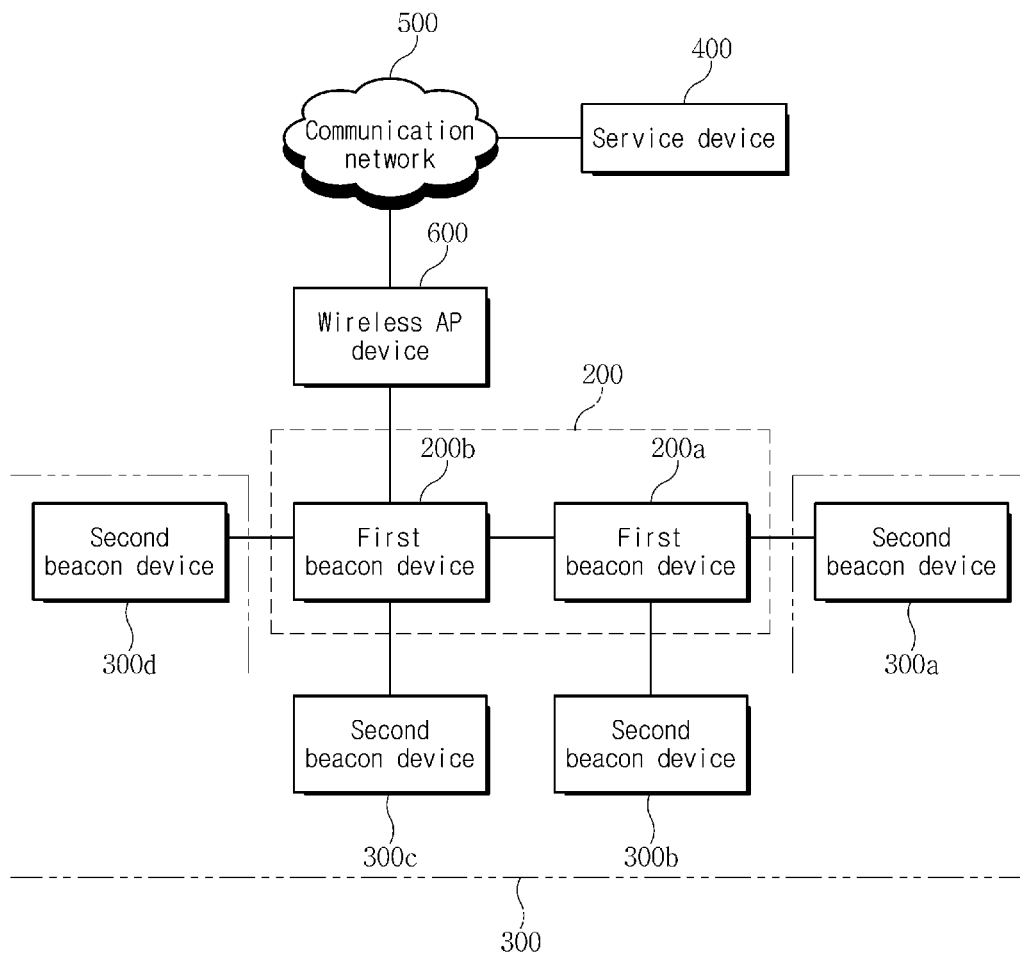 500
400
Communication
network
Service device
600
Wireless AP
device
200
200b
200a
Second
beacon device
First
beacon device
First
beacon device
Second
beacon device
300d
300a
Second
beacon device
Second
beacon device
300c
300b
300